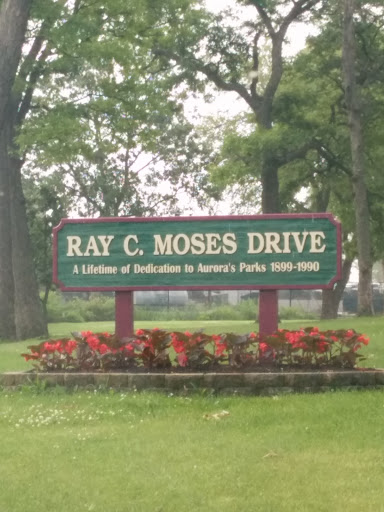 RAY C. MOSES DRIVE
A Lifetime of Dedication to Aurora's Parks 1899-1990